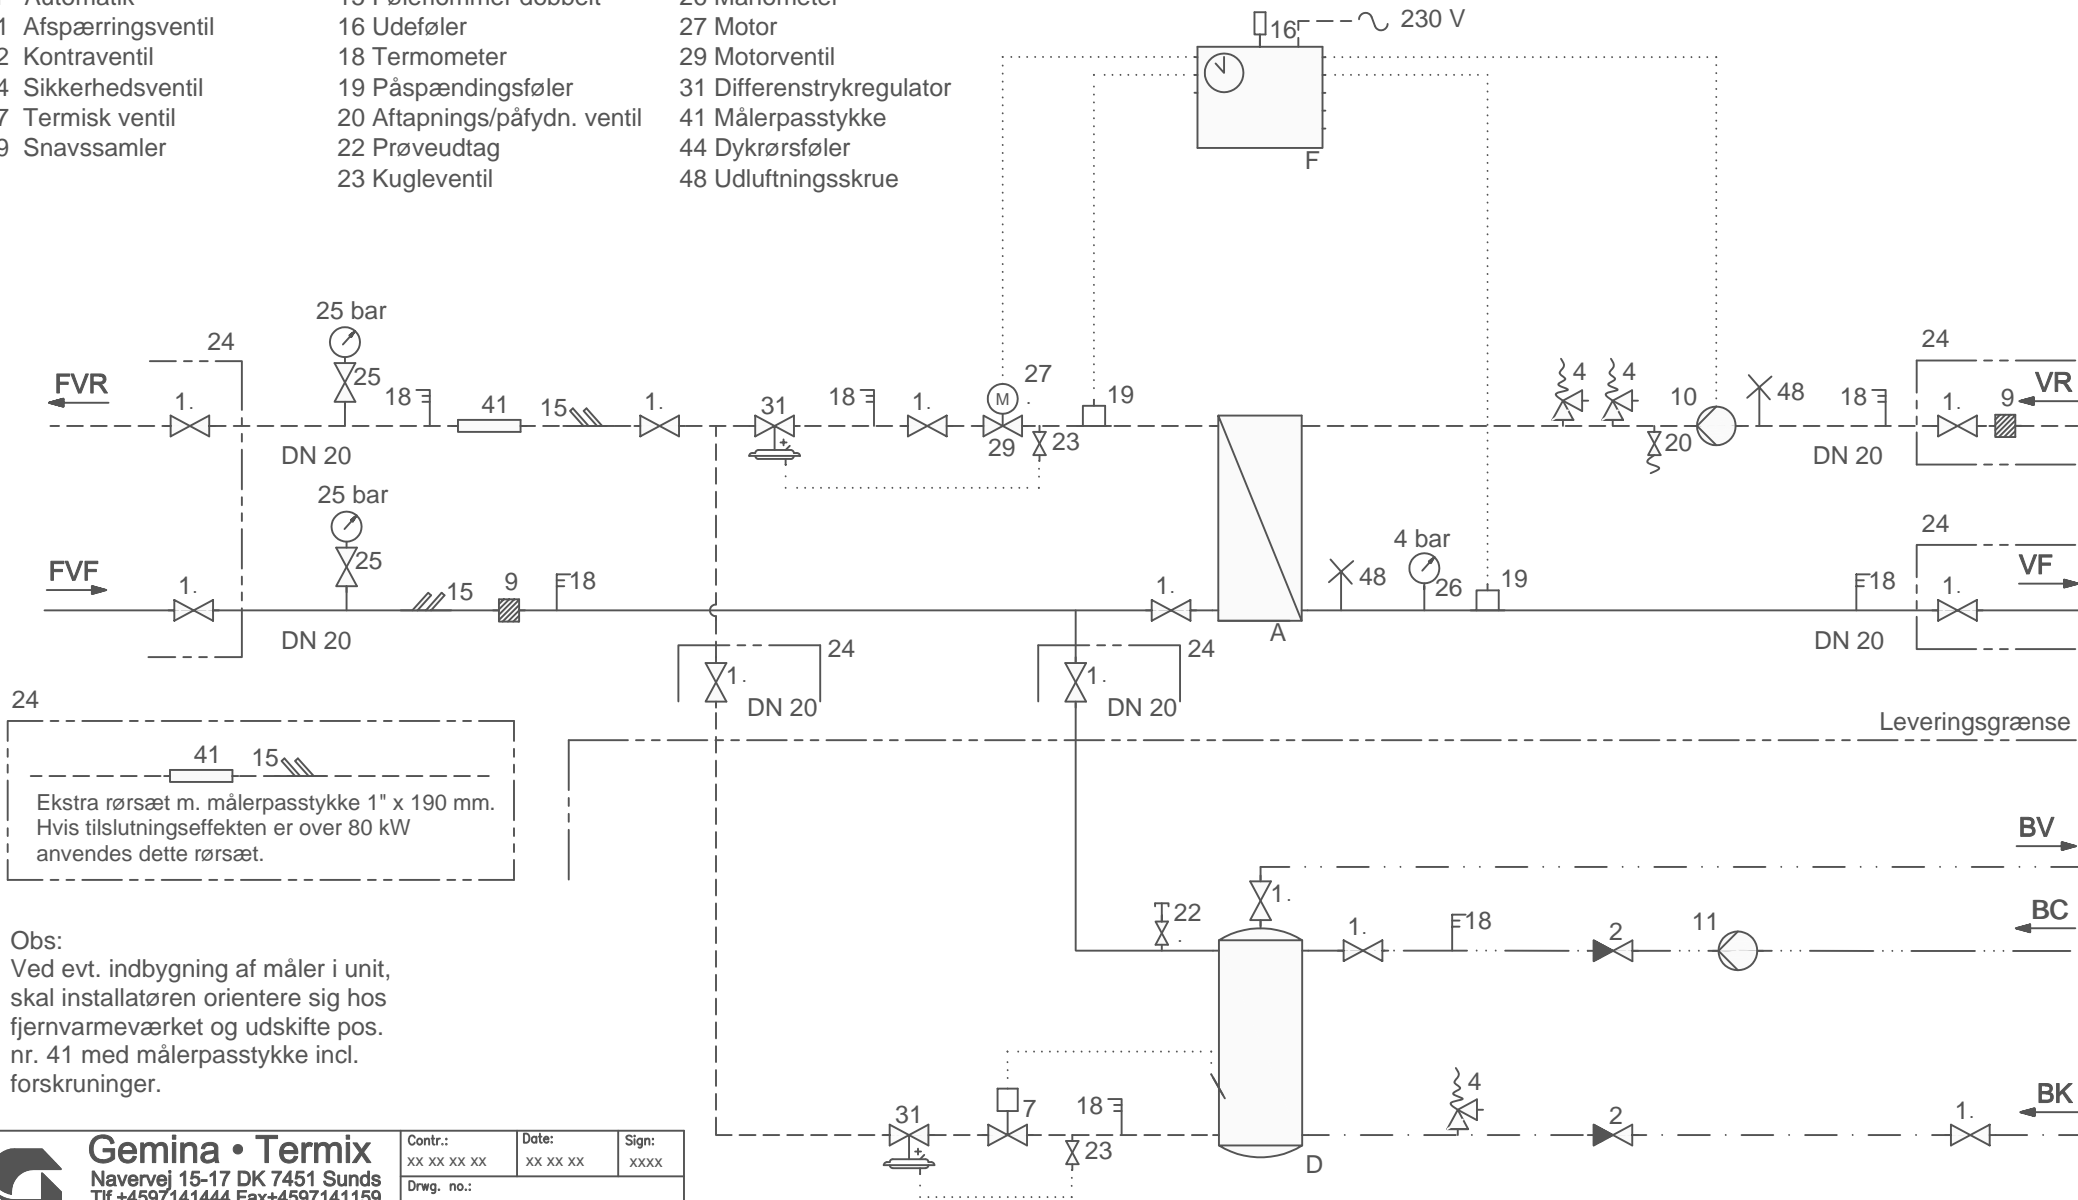 Automatik
1 Afspærringsventil
2 Kontraventil
4 Sikkerhedsventil
7 Termisk ventil
9 Snavssamler
16 Udeføler
18 Termometer
19 Påspændingsføler
20 Aftapnings/påfydn. ventil
22 Prøveudtag
23 Kugleventil
27 Motor
29 Motorventil
31 Differenstrykregulator
41 Målerpasstykke
44 Dykrørsføler
48 Udluftningsskrue
16 230 V
F
25 bar
24
24
FVR
1.
25
18
41
15
1.
31
18
1.
M
27
29
23
19
4
4
20
10
48
18
1.
9
VR
DN 20
DN 20
25 bar
24
FVF
1.
25
15
9
18
1.
A
48
4 bar
26
19
18
1.
VF
DN 20
DN 20
1.
24
DN 20
1.
24
DN 20
Leveringsgrænse
24
41 15
Ekstra rørsæt m. målerpasstykke 1" x 190 mm.
Hvis tilslutningseffekten er over 80 kW
anvendes dette rørsæt.
BV
1.
22
1.
18
2
11
BC
Obs:
Ved evt. indbygning af måler i unit,
skal installatøren orientere sig hos
fjernvarmeværket og udskifte pos.
nr. 41 med målerpasstykke incl.
forskruninger.
31
7
18
23
D
4
2
1.
BK
Gemina • Termix
Navervej 15-17 DK 7451 Sunds
Tlf.+4597141444 Fax+4597141159
Contr.: Date: Sign:
xx xx xx xx xx xx xx xxxx
Drwg. no.: